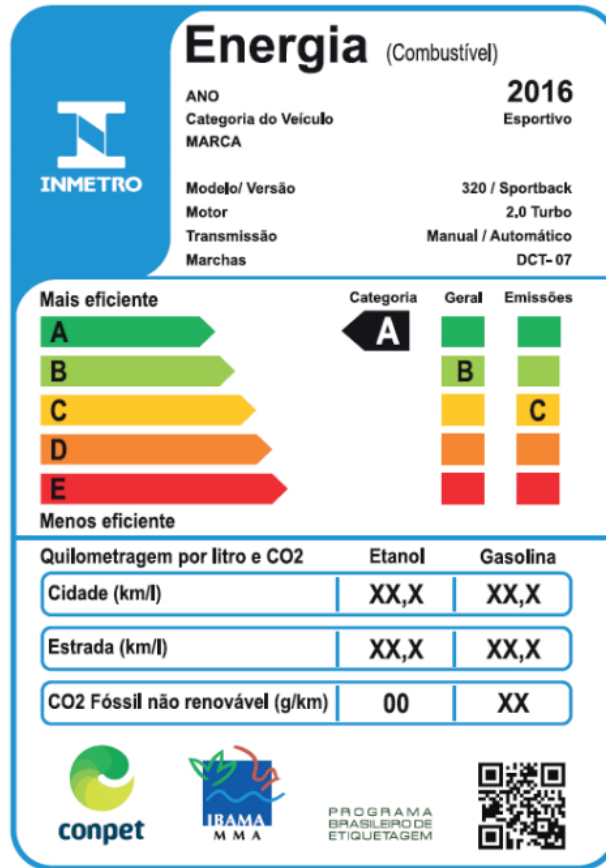 Energia (Combustível)
ANO 2016
Categoria do Veículo Esportivo
MARCA
INMETRO
Modelo/ Versão 320 / Sportback
Motor 2,0 Turbo
Transmissão Manual / Automático
Marchas DCT- 07
Mais eficiente Categoria Geral Emissões
A A
B B
C C
D
E
Menos eficiente
Quilometragem por litro e CO2 Etanol Gasolina
Cidade (km/l) XX,X XX,X
Estrada (km/l) XX,X XX,X
CO2 Fóssil não renovável (g/km) 00 XX
conpet
IBAMA
M M A
PROGRAMA
BRASILEIRO DE
ETIQUETAGEM